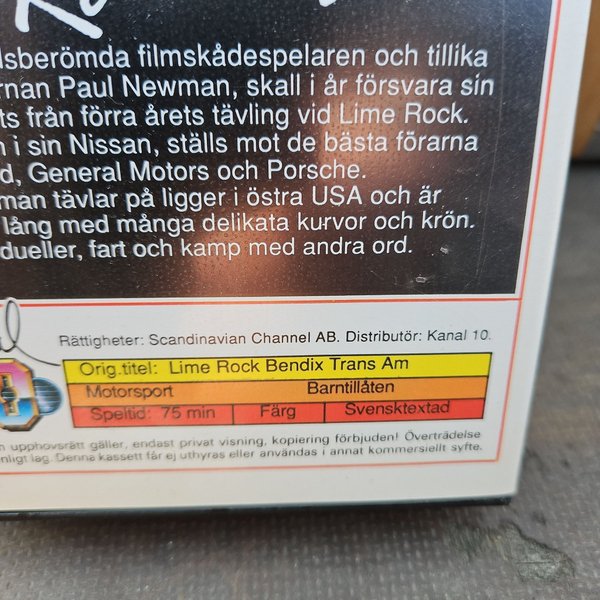 lsberömda filmskådespelaren och tillika
rnan Paul Newman, skall i år försvara sin
ts från förra årets tävling vid Lime Rock.
n i sin Nissan, ställs mot de bästa förarna
d, General Motors och Porsche.
man tävlar på ligger i östra USA och är
lång med många delikata kurvor och krön.
dueller, fart och kamp med andra ord.
Rättigheter: Scandinavian Channel AB. Distributör: Kanal 10.
Orig.titel: Lime Rock Bendix Trans Am
Motorsport Barntillåten
Speltid: 75 min Färg Svensktextad
n upphovsrätt gäller, endast privat visning, kopiering förbjuden! Överträdelse
enligt lag. Denna kassett får ej uthyras eller användas i annat kommersiellt syfte.